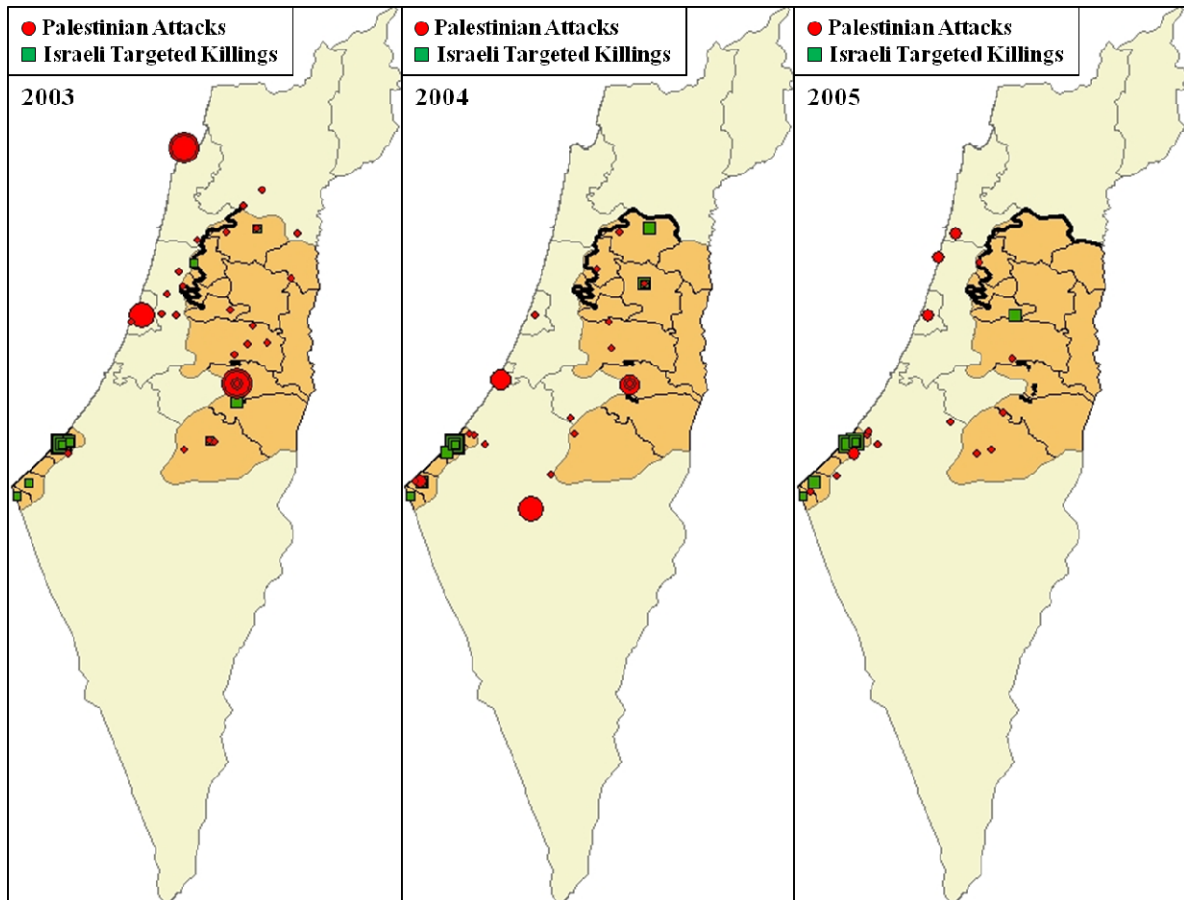 Palestinian Attacks
Israeli Targeted Killings
2003
Palestinian Attacks
Israeli Targeted Killings
2004
Palestinian Attacks
Israeli Targeted Killings
2005